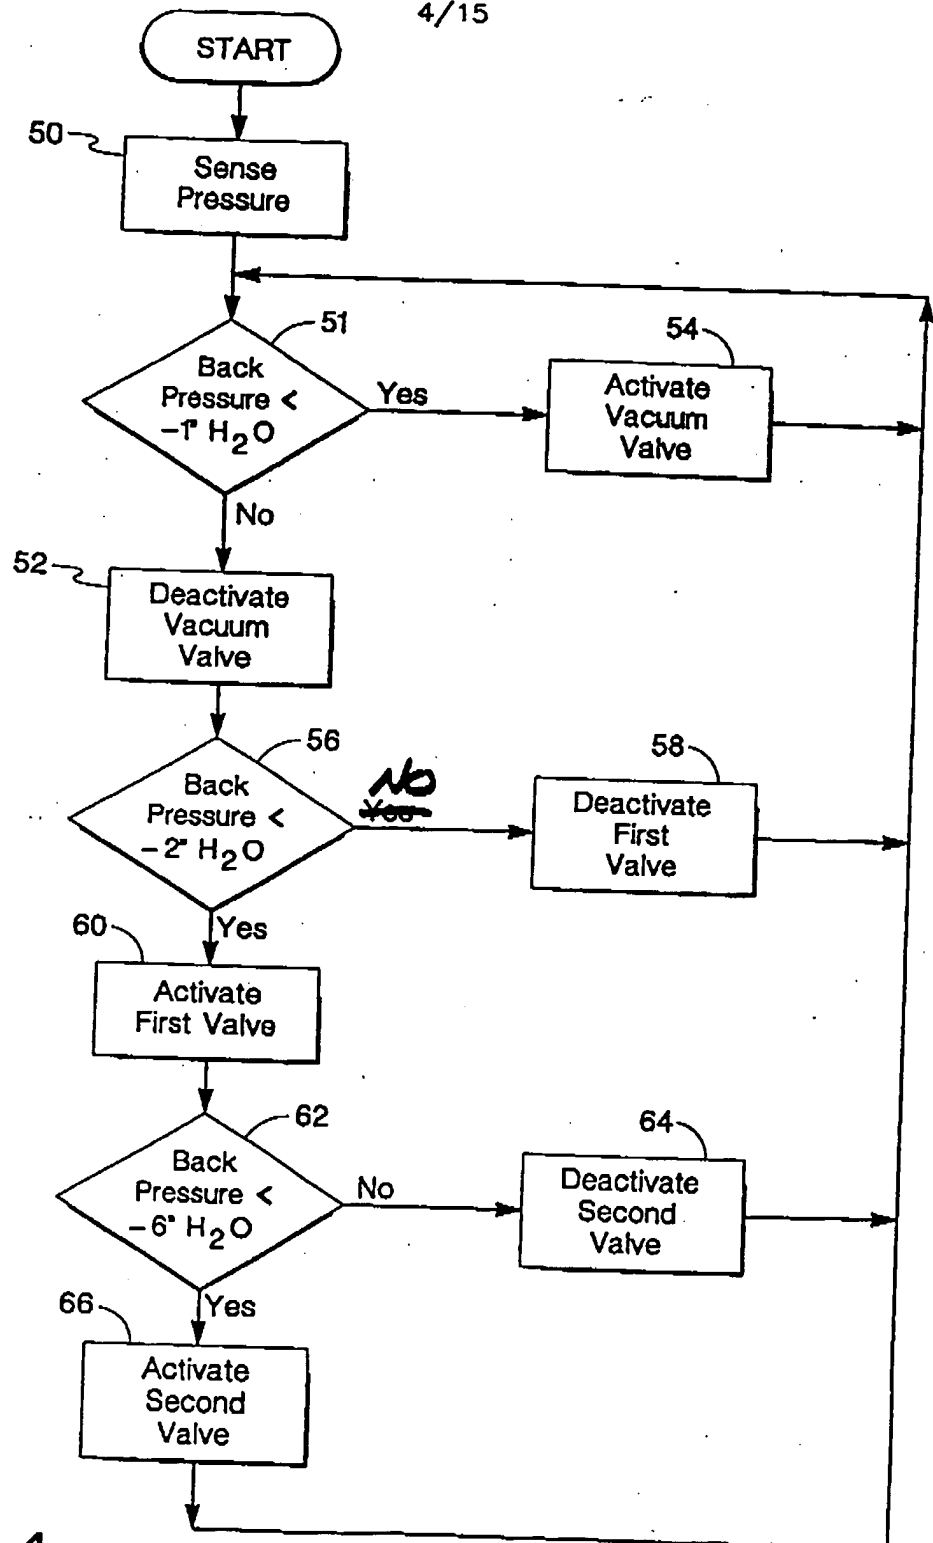 4/15
START
50
Sense
Pressure
51
Back
Pressure <
-1" H2O
Yes
54
Activate
Vacuum
Valve
No
52
Deactivate
Vacuum
Valve
56
Back
Pressure <
-2" H2O
NO
Yes
58
Deactivate
First
Valve
Yes
60
Activate
First Valve
62
Back
Pressure <
-6" H2O
No
64
Deactivate
Second
Valve
Yes
66
Activate
Second
Valve